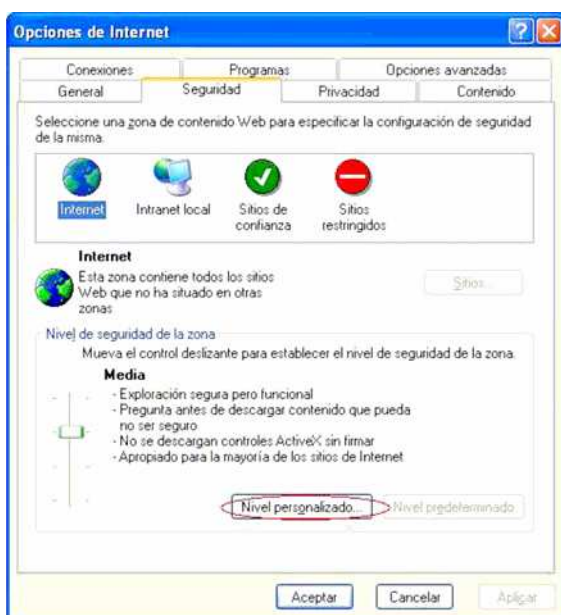 Opciones de Internet
Conexiones Programas Opciones avanzadas
General Seguridad Privacidad Contenido
Seleccione una zona de contenido Web para especificar la configuración de seguridad
de la misma.
Internet Intranet local Sitios de confianza Sitios restringidos
Internet
Esta zona contiene todos los sitios
Web que no ha situado en otras
zonas
Sitios...
Nivel de seguridad de la zona
Mueva el control deslizante para establecer el nivel de seguridad de la zona.
Media
- Exploración segura pero funcional
- Pregunta antes de descargar contenido que pueda
no ser seguro
- No se descargan controles ActiveX sin firmar
- Apropiado para la mayoría de los sitios de Internet
Nivel personalizado... Nivel predeterminado
Aceptar Cancelar Aplicar